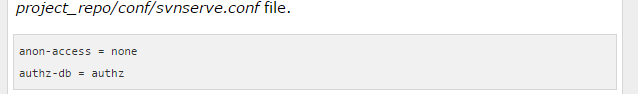 project_repo/conf/svnserve.conf file.
anon-access = none
authz-db = authz